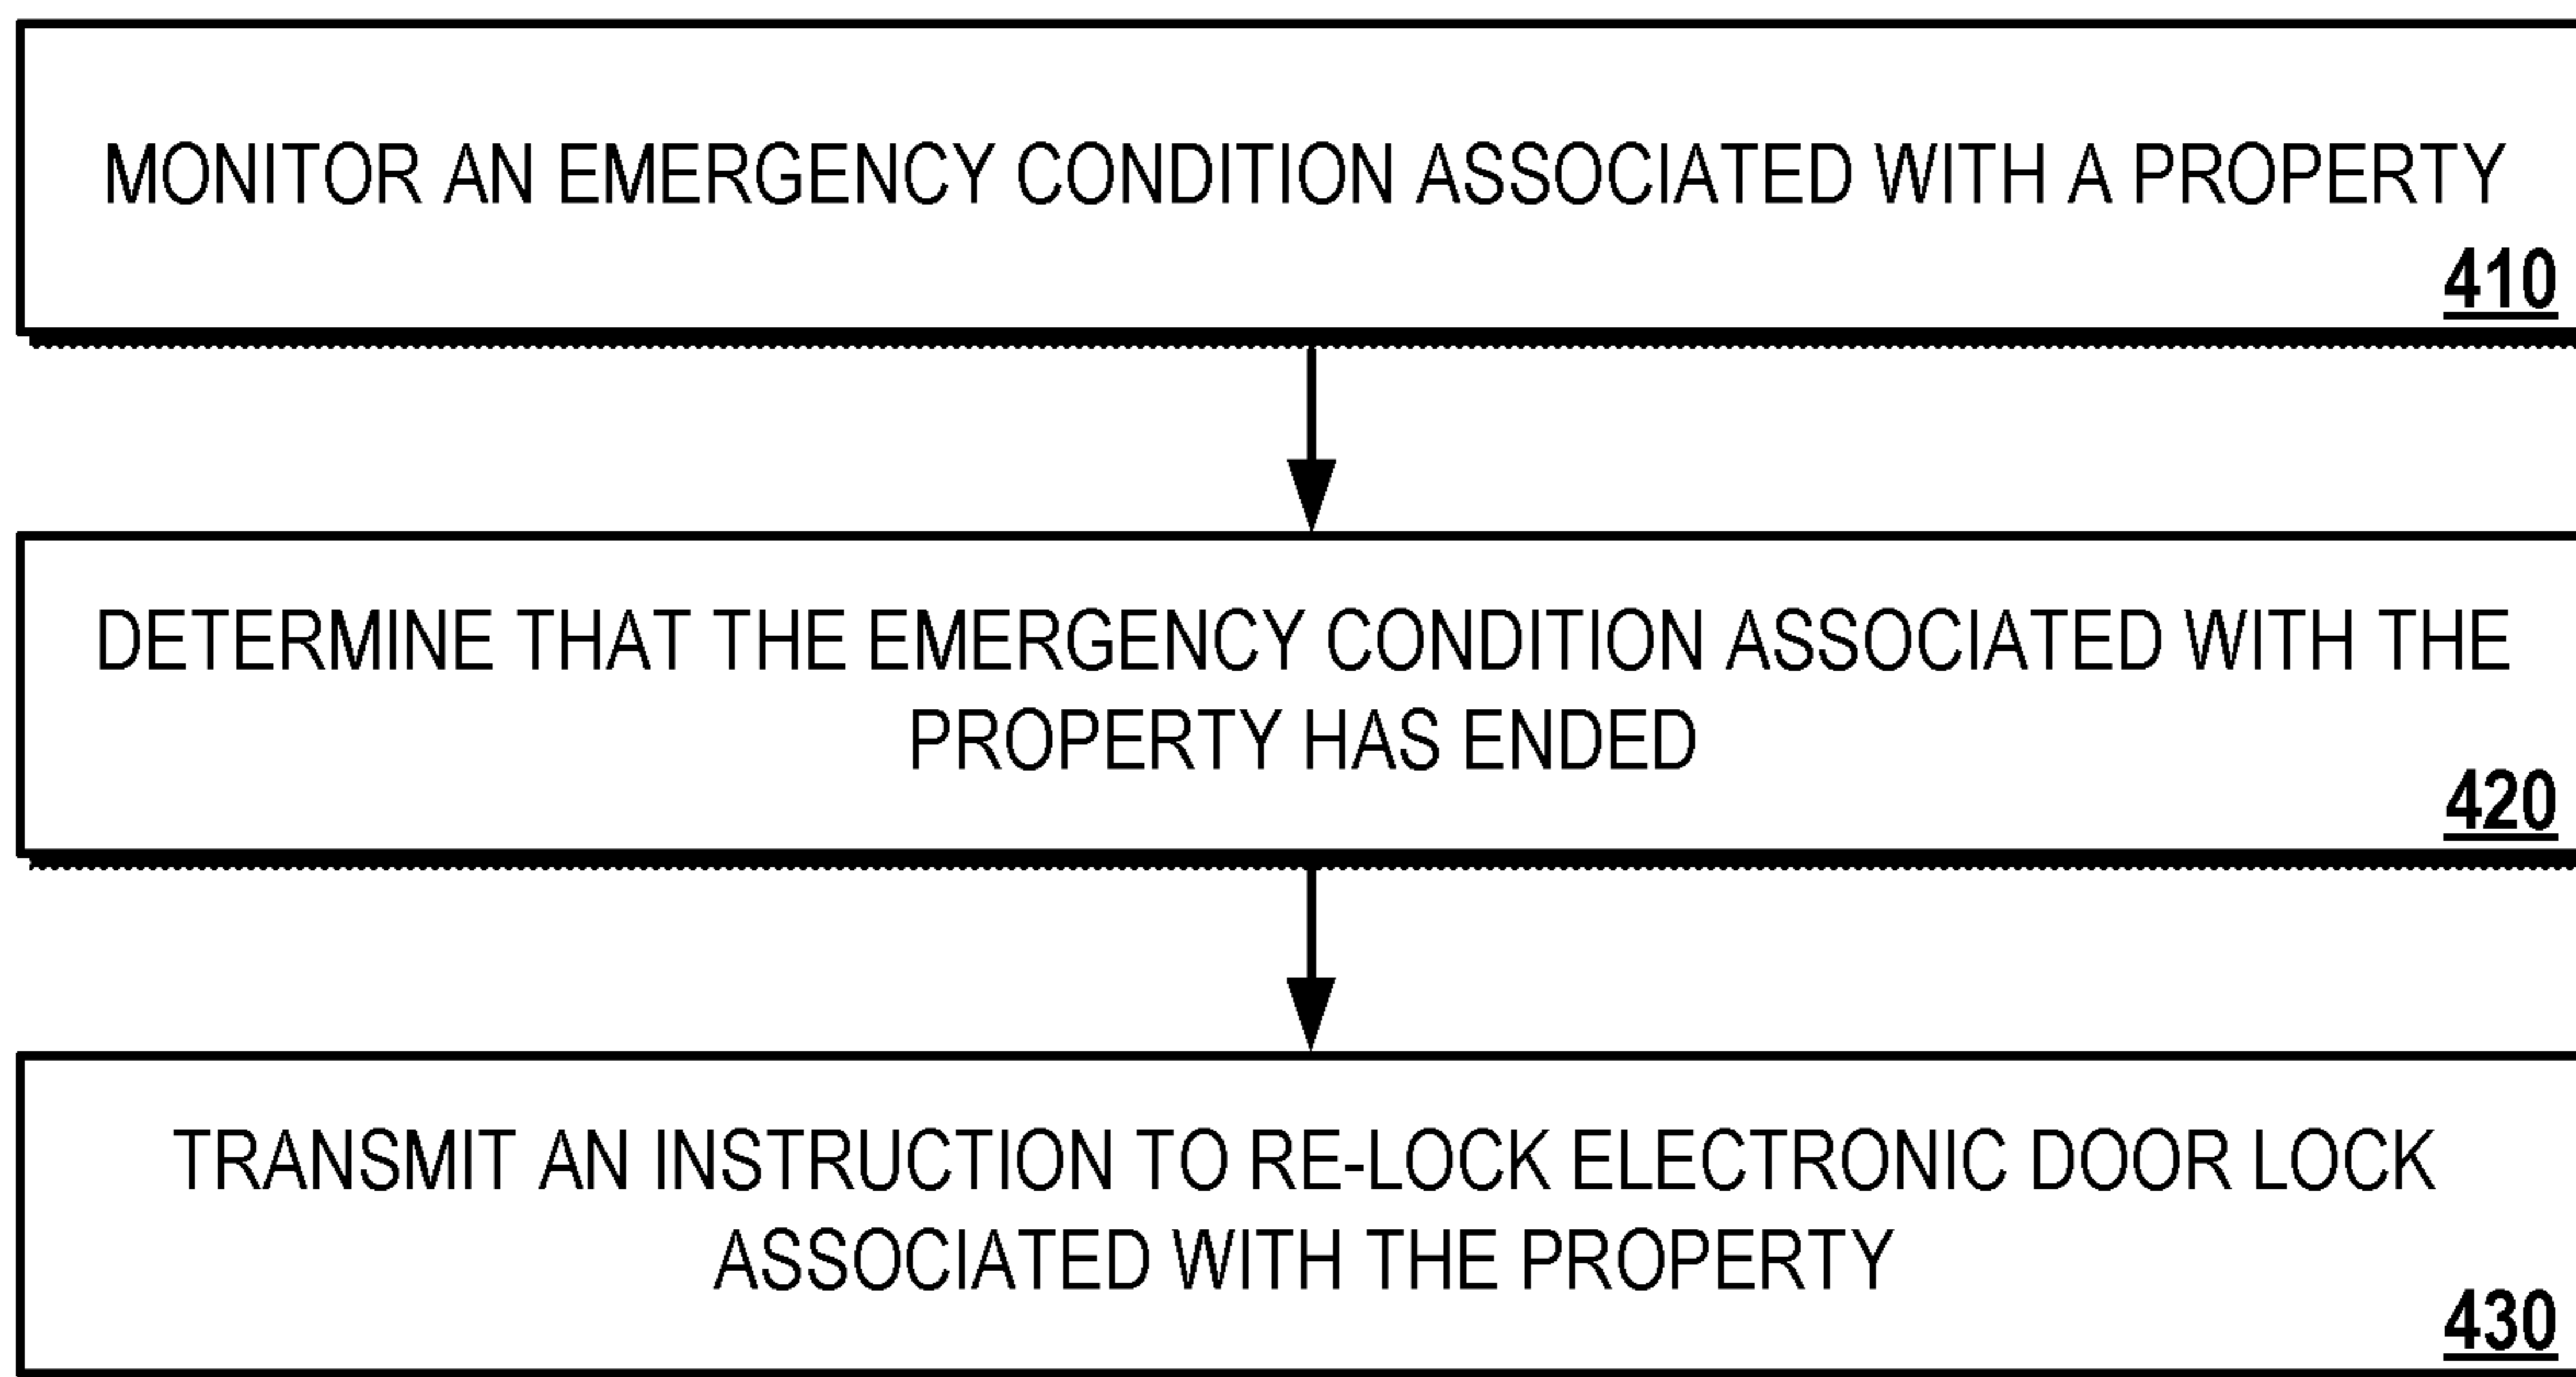 MONITOR AN EMERGENCY CONDITION ASSOCIATED WITH A PROPERTY
410
DETERMINE THAT THE EMERGENCY CONDITION ASSOCIATED WITH THE
PROPERTY HAS ENDED
420
TRANSMIT AN INSTRUCTION TO RE-LOCK ELECTRONIC DOOR LOCK
ASSOCIATED WITH THE PROPERTY
430